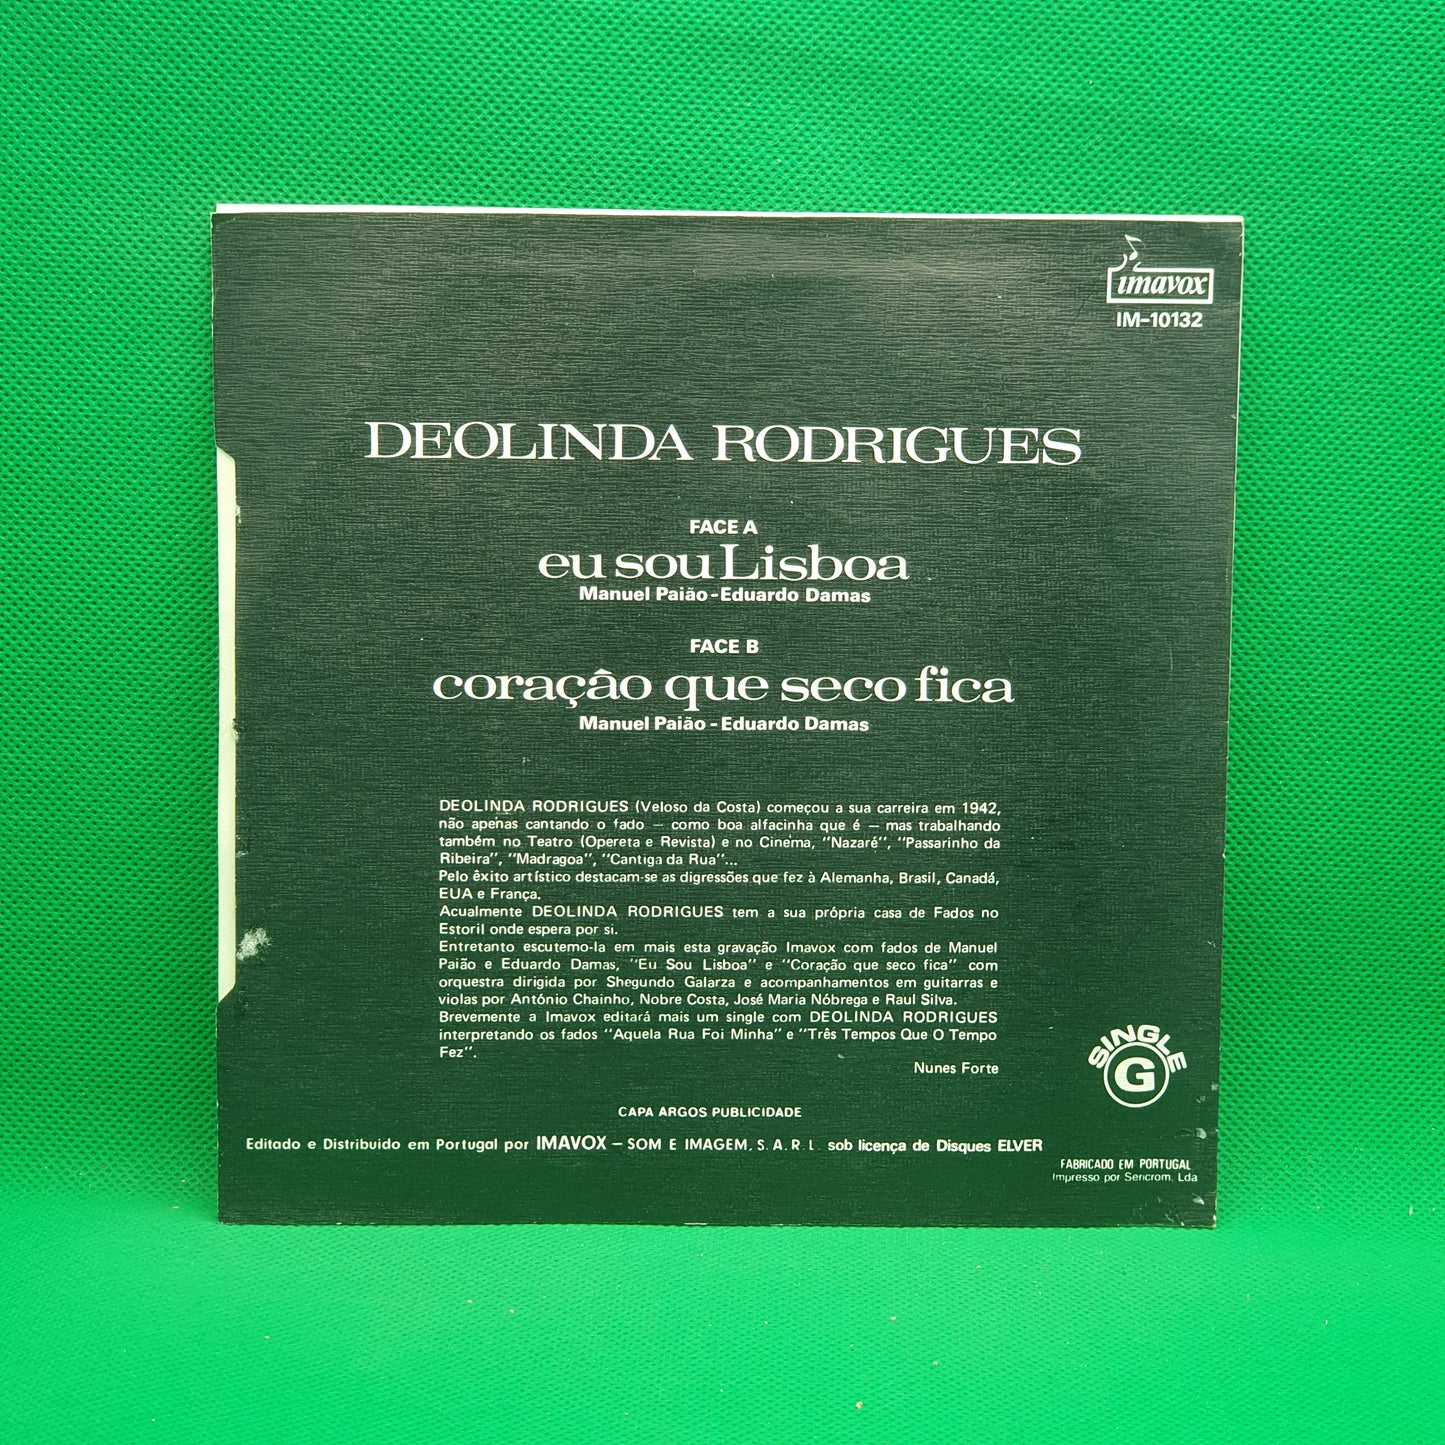 imavox
IM-10132
DEOLINDA RODRIGUES
FACE A
eu sou Lisboa
Manuel Paião - Eduardo Damas
FACE B
coraçâo que seco fica
Manuel Paião - Eduardo Damas
DEOLINDA RODRIGUES (Veloso da Costa) começou a sua carreira em 1942,
não apenas cantando o fado — como boa alfacinha que é — mas trabalhando
também no Teatro (Opereta e Revista) e no Cinema, "Nazaré", "Passarinho da
Ribeira", "Madragoa", "Cantiga da Rua"...
Pelo êxito artístico destacam-se as digressões que fez à Alemanha, Brasil, Canadá,
EUA e França.
Acualmente DEOLINDA RODRIGUES tem a sua própria casa de Fados no
Estoril onde espera por si.
Entretanto escutemo-la em mais esta gravação Imavox com fados de Manuel
Paião e Eduardo Damas, "Eu Sou Lisboa" e "Coração que seco fica" com
orquestra dirigida por Shegundo Galarza e acompanhamentos em guitarras e
violas por António Chainho, Nobre Costa, José Maria Nóbrega e Raul Silva.
Brevemente a Imavox editará mais um single com DEOLINDA RODRIGUES
interpretando os fados "Aquela Rua Foi Minha" e "Três Tempos Que O Tempo
Fez".
Nunes Forte
SINGLE
G
CAPA ARGOS PUBLICIDADE
Editado e Distribuido em Portugal por IMAVOX — SOM E IMAGEM, S. A. R. L. sob licença de Disques ELVER
FABRICADO EM PORTUGAL
Impresso por Sericrom, Lda